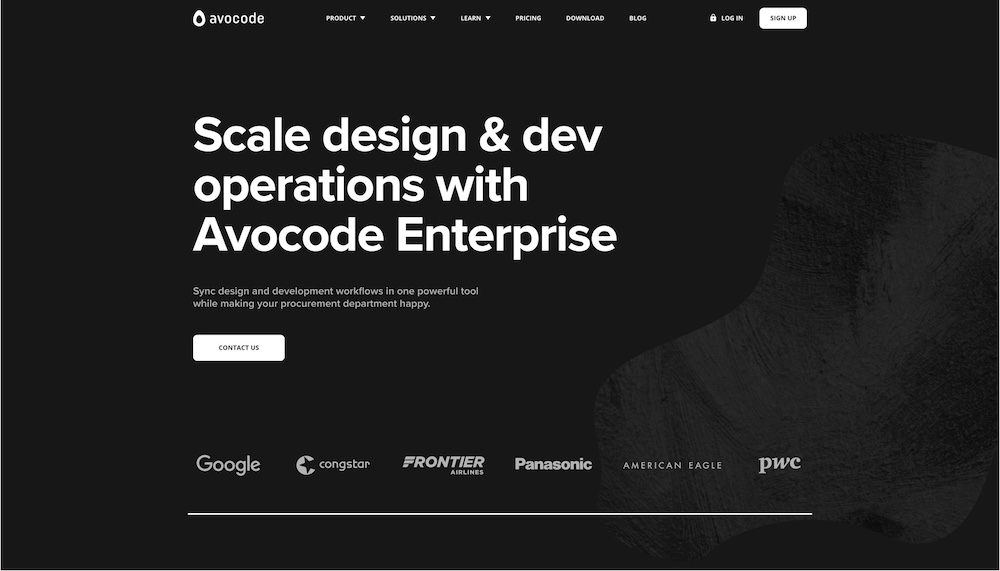 avocode
PRODUCT
SOLUTIONS
LEARN
PRICING
DOWNLOAD
BLOG
LOG IN
SIGN UP
Scale design & dev
operations with
Avocode Enterprise
Sync design and development workflows in one powerful tool
while making your procurement department happy.
CONTACT US
Google
congstar
FRONTIER
AIRLINES
Panasonic
AMERICAN EAGLE
pwc